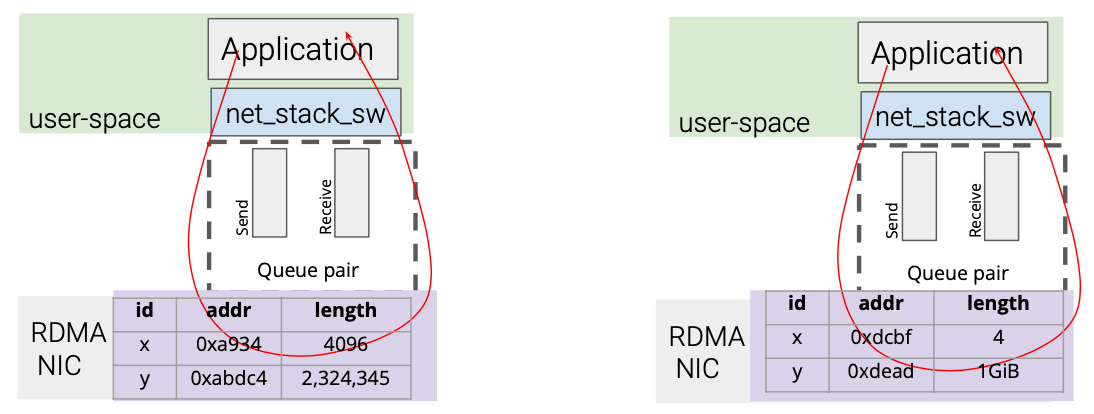 Application
net_stack_sw
user-space
Send
Receive
Queue pair
RDMA
NIC
id addr length
x 0xa934 4096
y 0xabdc4 2,324,345
Application
net_stack_sw
user-space
Send
Receive
Queue pair
RDMA
NIC
id addr length
x 0xdcbf 4
y 0xdead 1GiB